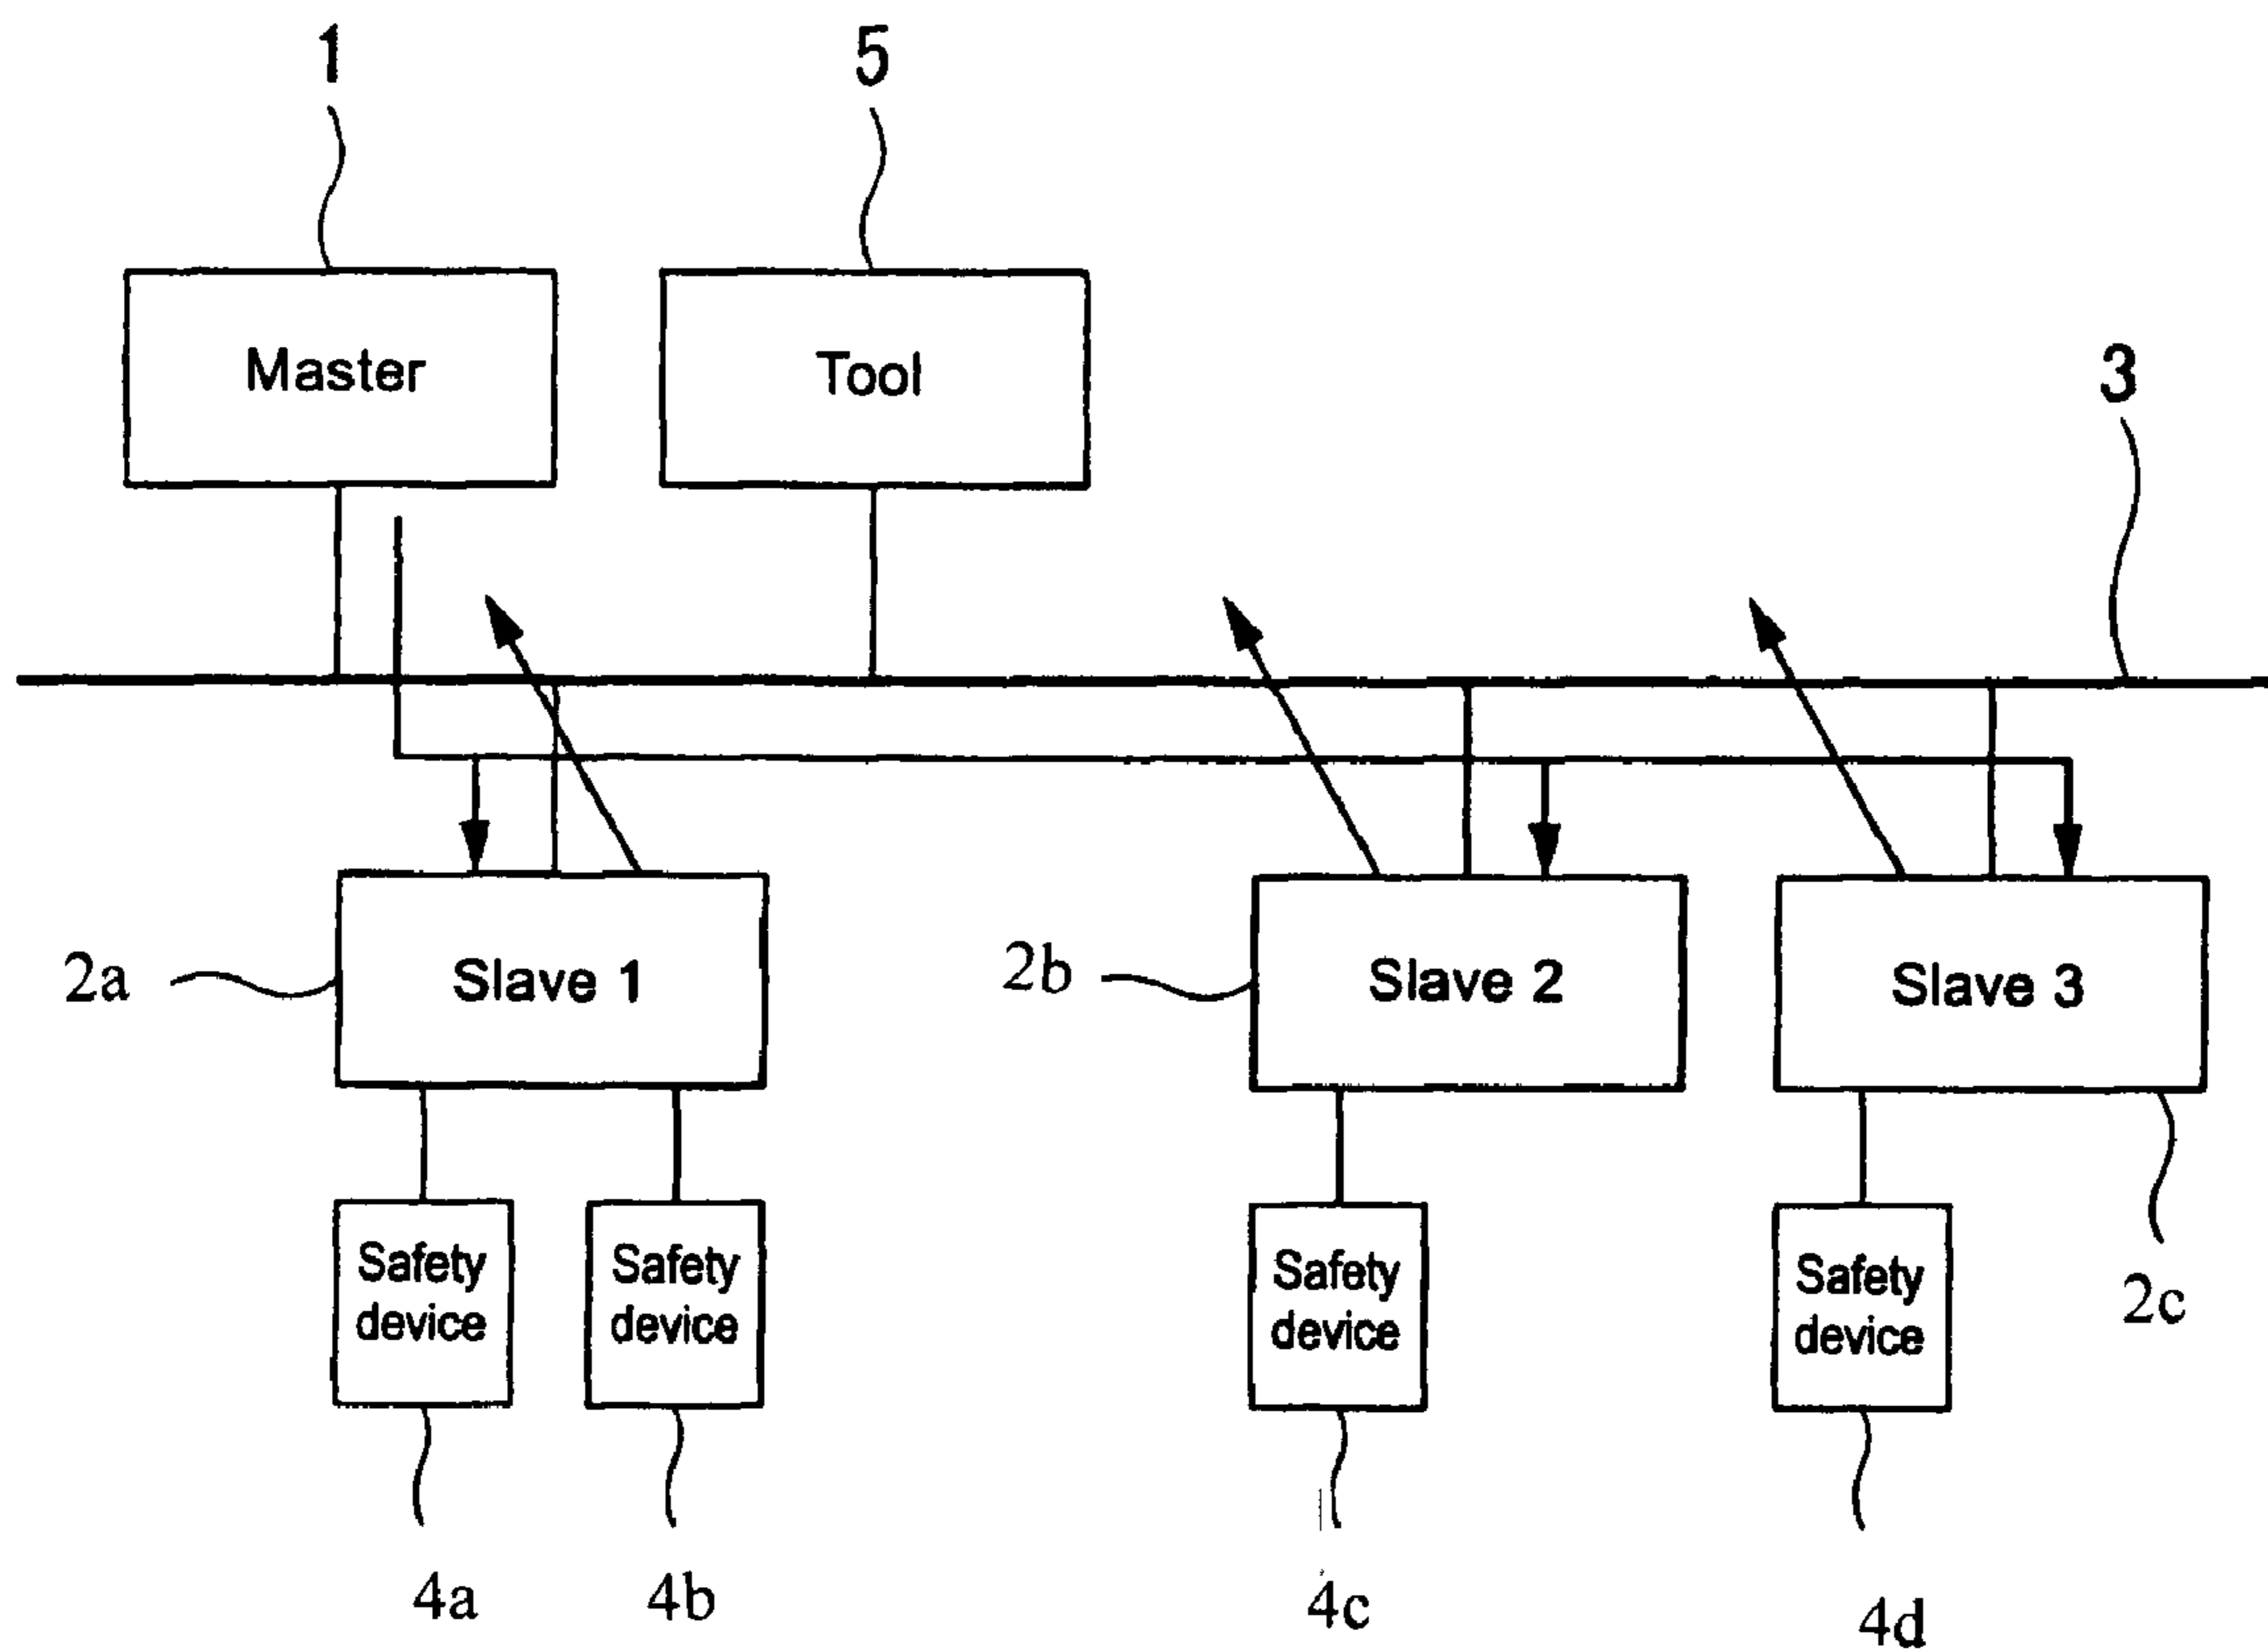 1
5
Master
Tool
3
2a
Slave 1
2b
Slave 2
Slave 3
Safety
device
Safety
device
Safety
device
Safety
device
2c
4a
4b
4c
4d